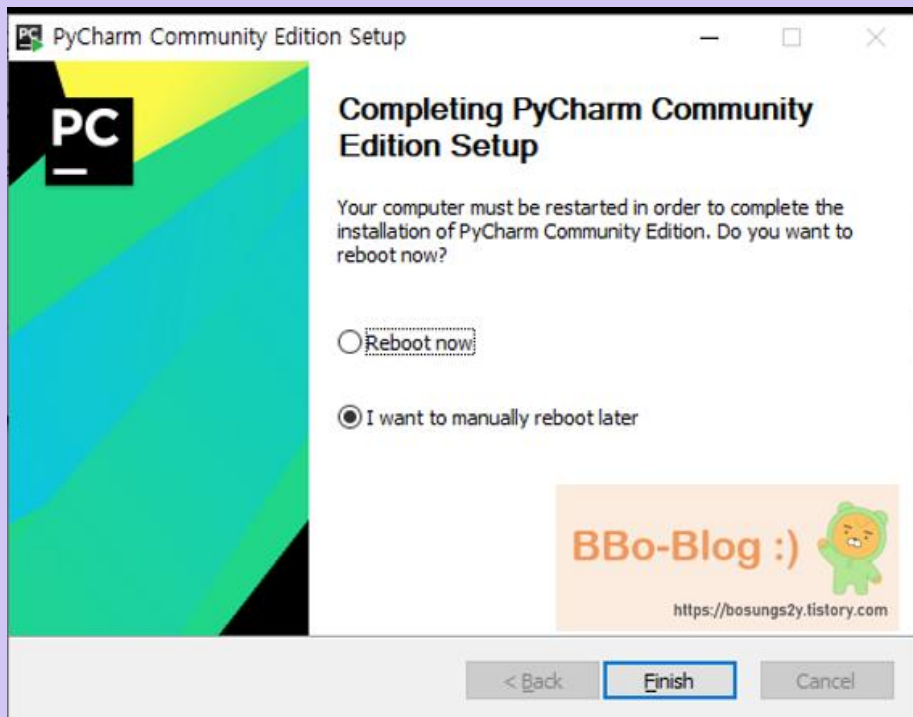 PyCharm Community Edition Setup
PC
Completing PyCharm Community
Edition Setup
Your computer must be restarted in order to complete the
installation of PyCharm Community Edition. Do you want to
reboot now?
Reboot now
I want to manually reboot later
BBo-Blog :)
https://bosungs2y.tistory.com
< Back
Finish
Cancel